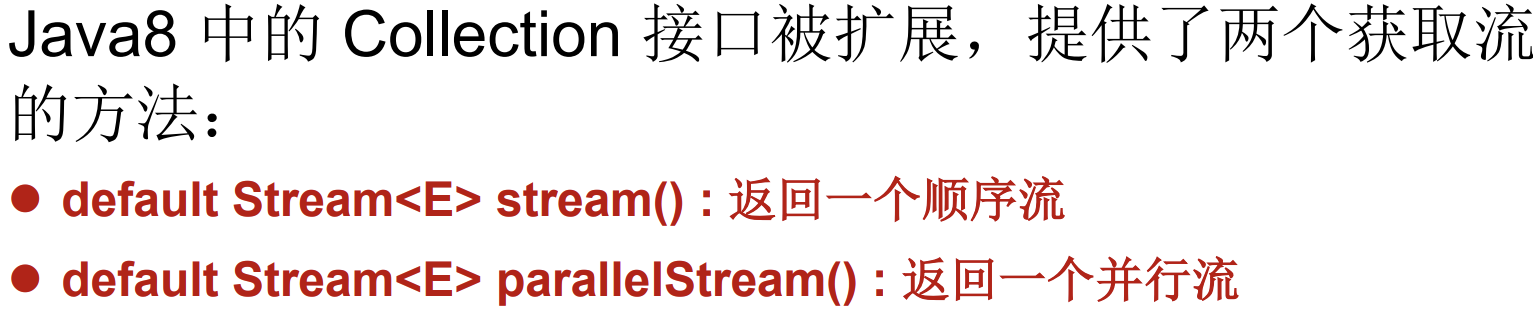 Java8 中的 Collection 接口被扩展，提供了两个获取流
的方法：
● default Stream<E> stream() : 返回一个顺序流
● default Stream<E> parallelStream() : 返回一个并行流